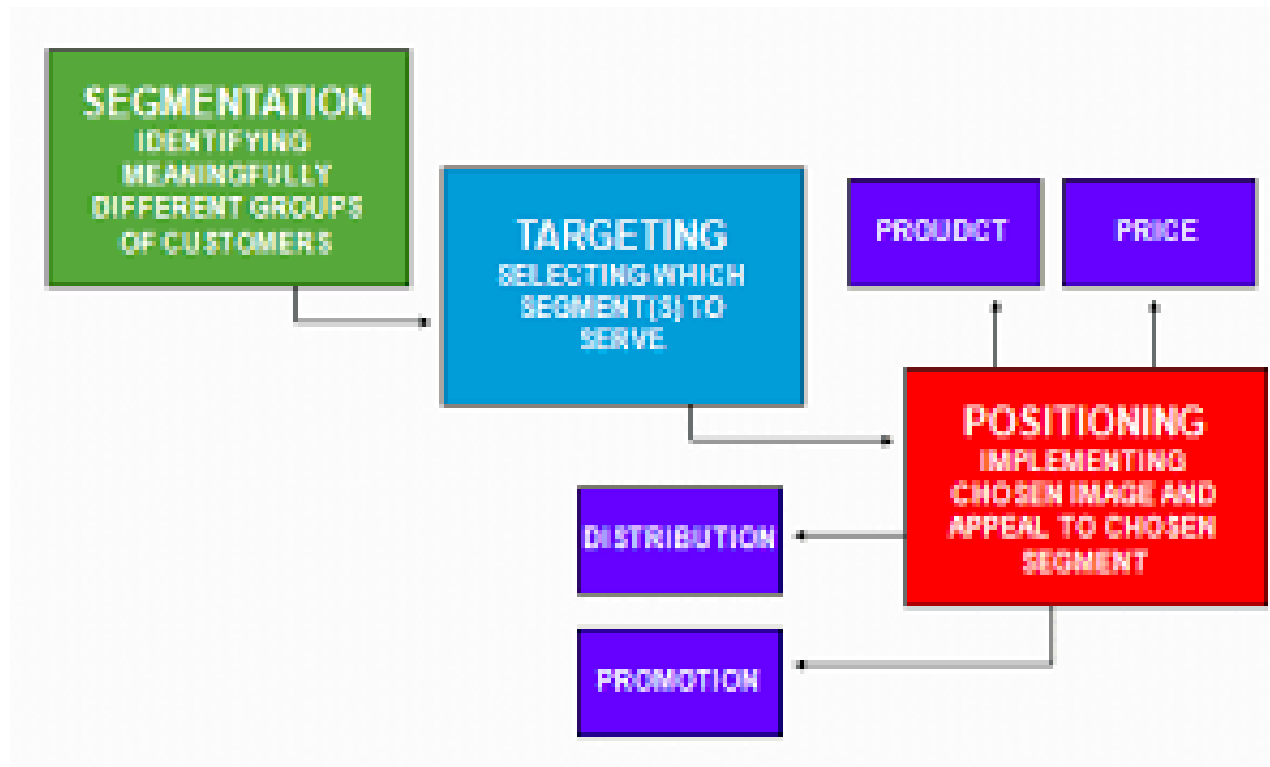 SEGMENTATION
IDENTIFYING
MEANINGFULLY
DIFFERENT GROUPS
OF CUSTOMERS
TARGETING
SELECTING WHICH
SEGMENT(S) TO
SERVE
PROUDCT
PRICE
POSITIONING
IMPLEMENTING
CHOSEN IMAGE AND
APPEAL TO CHOSEN
SEGMENT
DISTRIBUTION
PROMOTION